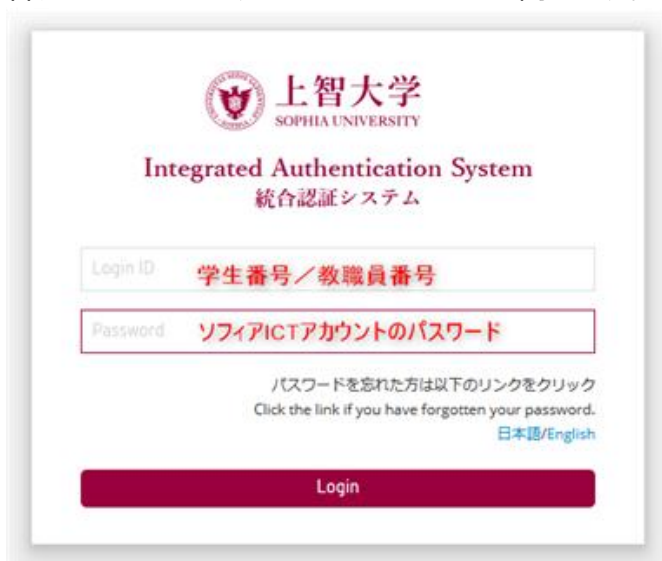 上智大学
SOPHIA UNIVERSITY
Integrated Authentication System
統合認証システム
Login ID 学生番号／教職員番号
Password ソフィアICTアカウントのパスワード
パスワードを忘れた方は以下のリンクをクリック
Click the link if you have forgotten your password.
日本語/English
Login